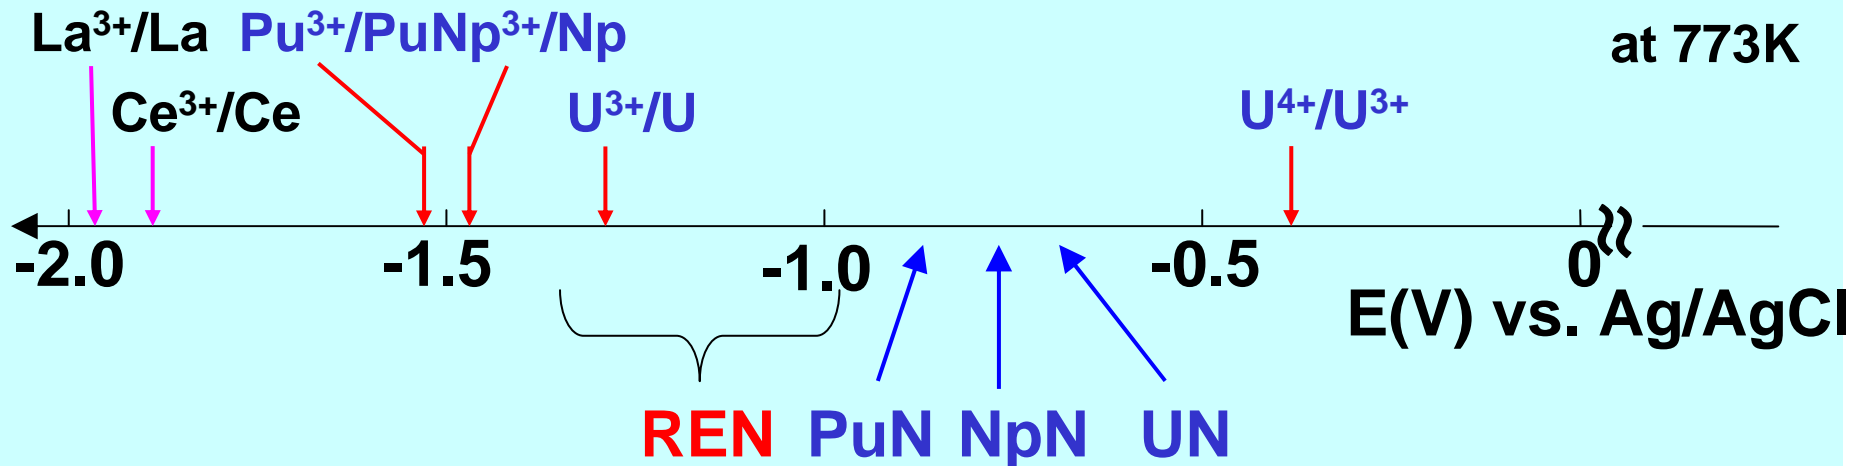 La³⁺/La Pu³⁺/PuNp³⁺/Np at 773K
Ce³⁺/Ce U³⁺/U U⁴⁺/U³⁺
-2.0 -1.5 -1.0 -0.5 0
E(V) vs. Ag/AgCl
REN PuN NpN UN